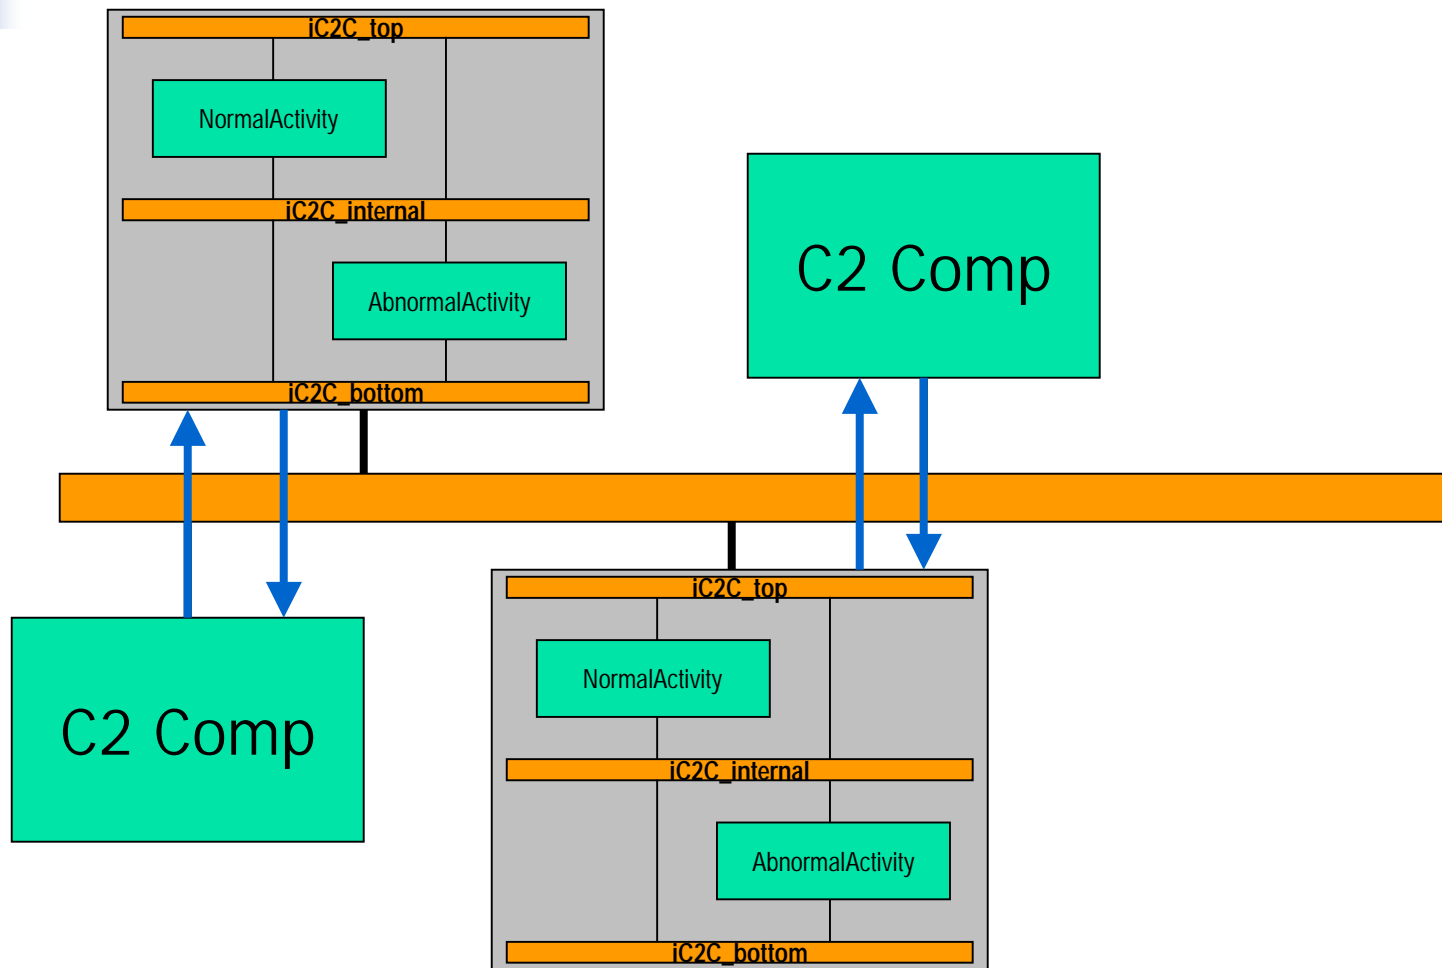 iC2C_top
NormalActivity
iC2C_internal
AbnormalActivity
iC2C_bottom
C2 Comp
C2 Comp
iC2C_top
NormalActivity
iC2C_internal
AbnormalActivity
iC2C_bottom